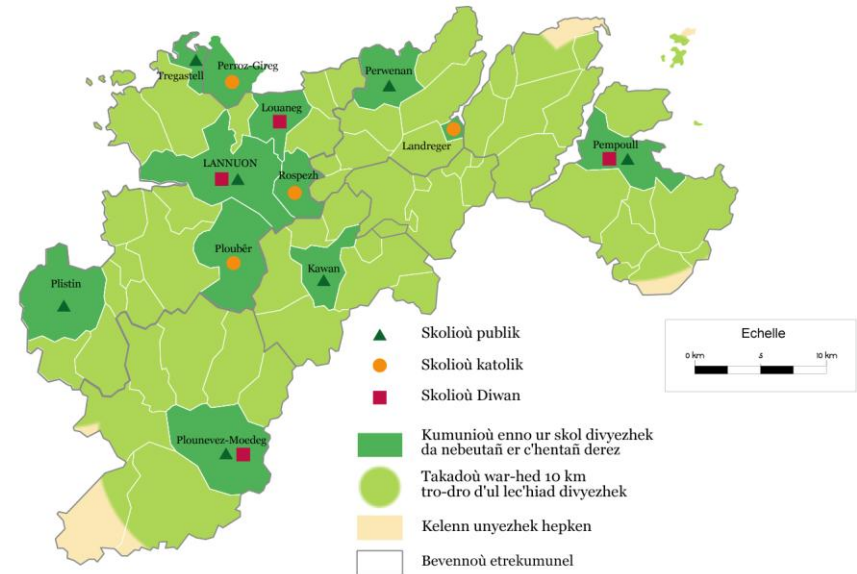 Perroz-Gireg
Tregastell
Perwenan
Louaneg
Landreger
Pempoull
LANNUON
Rospezh
Ploubêr
Kawan
Plistin
Plounevez-Moedeg
Skolioù publik
Skolioù katolik
Skolioù Diwan
Kumunioù enno ur skol divyezhek
da nebeutañ er c'hentañ derez
Takadoù war-hed 10 km
tro-dro d'ul lec'hiad divyezhek
Kelenn unyezhek hepken
Bevennoù etrekumunel
Echelle
0 km 5 10 km